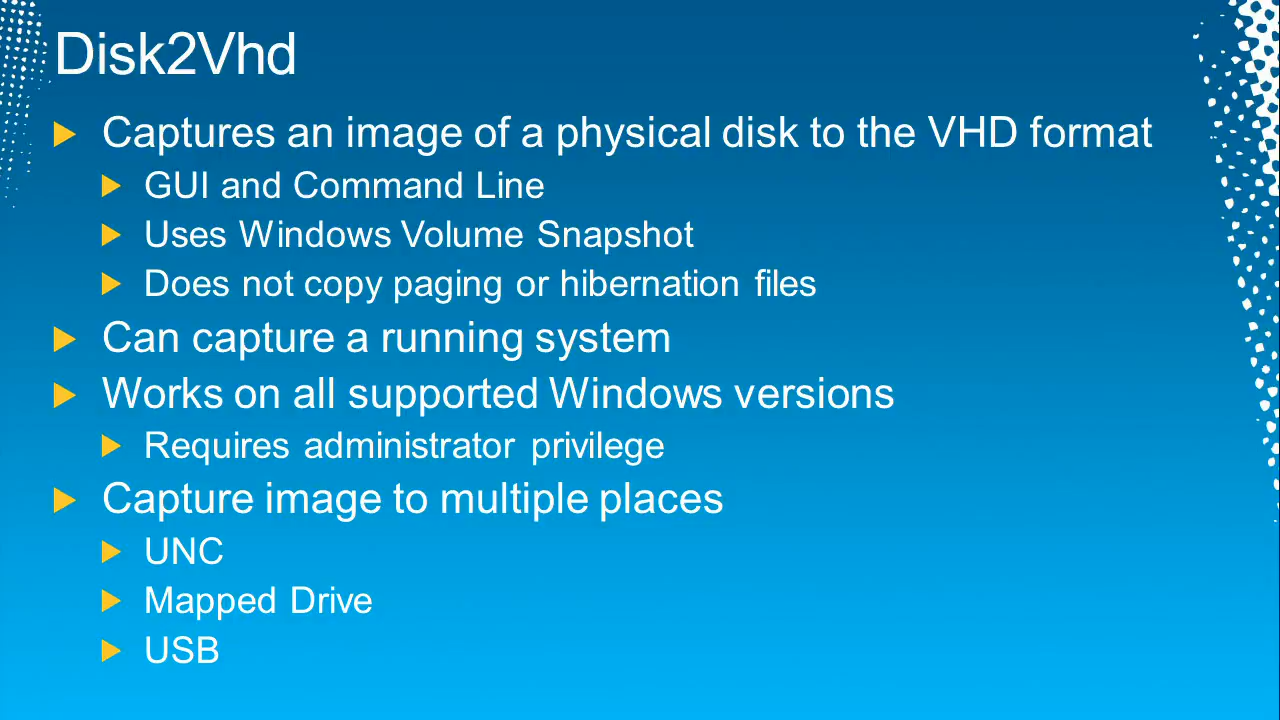 Disk2Vhd
Captures an image of a physical disk to the VHD format
GUI and Command Line
Uses Windows Volume Snapshot
Does not copy paging or hibernation files
Can capture a running system
Works on all supported Windows versions
Requires administrator privilege
Capture image to multiple places
UNC
Mapped Drive
USB